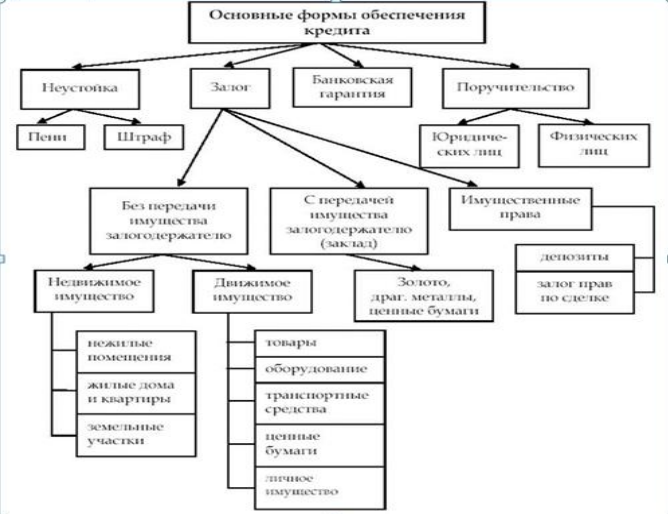 Основные формы обеспечения
кредита
Неустойка
Залог
Банковская
гарантия
Поручительство
Пени
Штраф
Юридиче-
ских лиц
Физических
лиц
Без передачи
имущества
залогодержателю
С передачей
имущества
залогодержателю
(заклад)
Имущественные
права
депозиты
залог прав
по сделке
Недвижимое
имущество
Движимое
имущество
Золото,
драг. металлы,
ценные бумаги
нежилые
помещения
жилые дома
и квартиры
земельные
участки
товары
оборудование
транспортные
средства
ценные
бумаги
личное
имущество